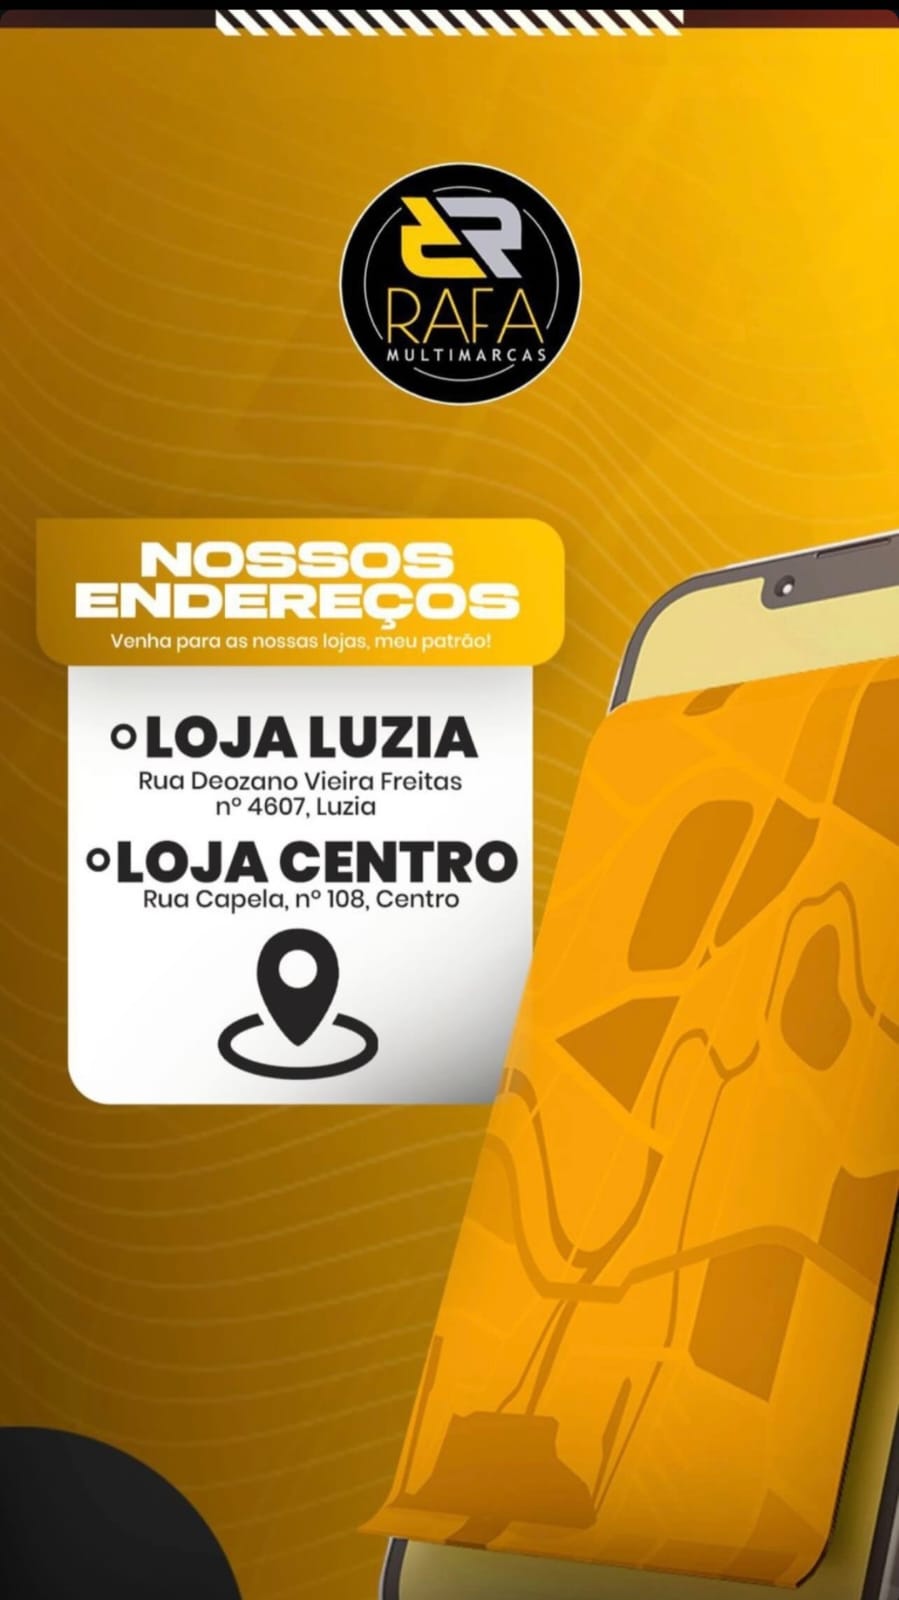 RAFA
MULTIMARCAS
NOSSOS
ENDEREÇOS
Venha para as nossas lojas, meu patrão!
LOJA LUZIA
Rua Deozano Vieira Freitas
nº 4607, Luzia
LOJA CENTRO
Rua Capela, nº 108, Centro